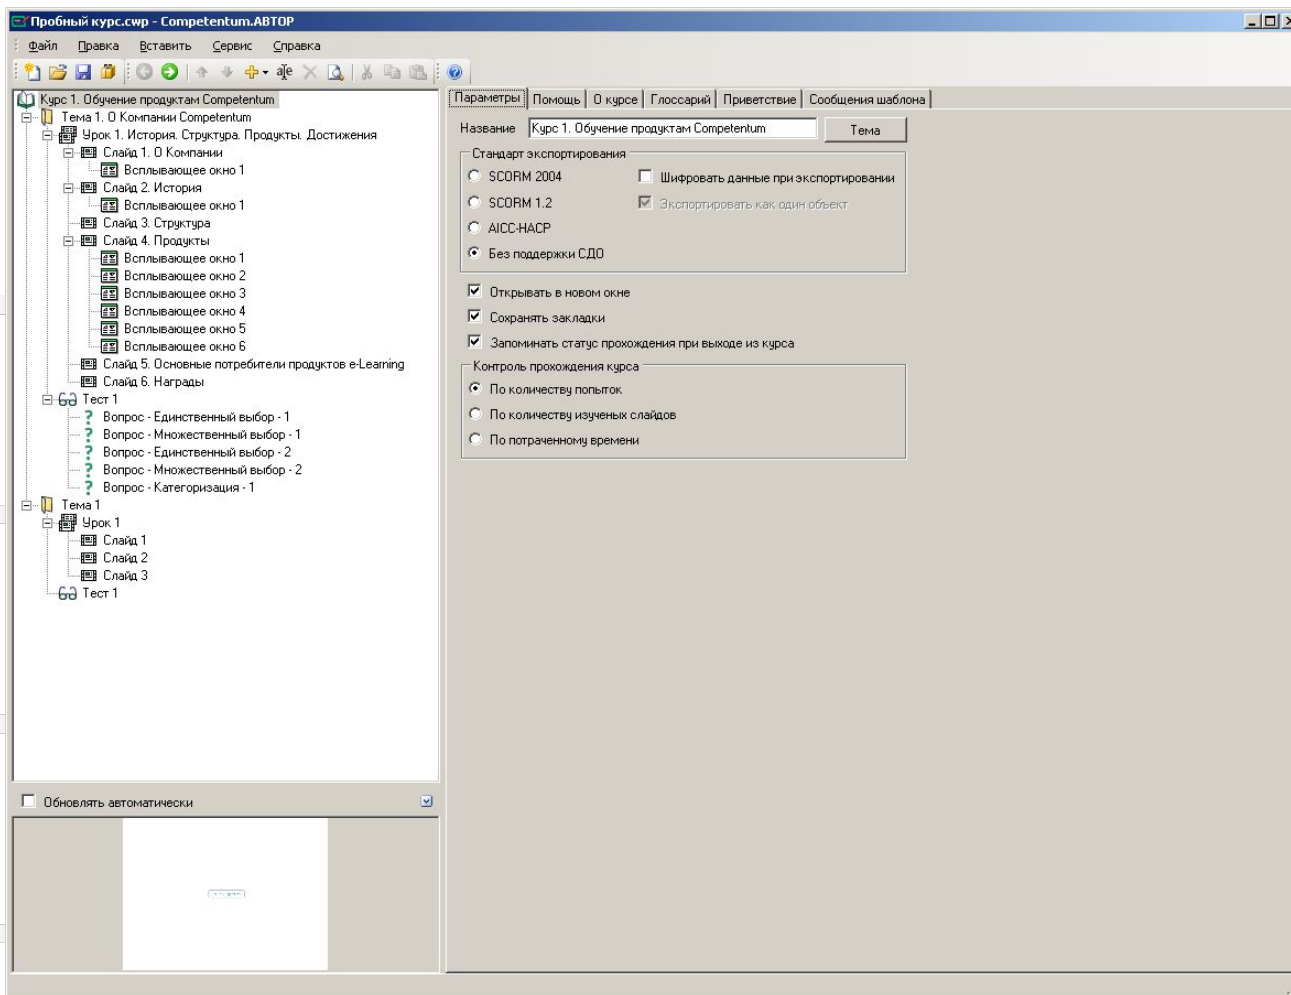 Пробный курс.cwp - Competentum.АВТОР
Файл Правка Вставить Сервис Справка
Курс 1. Обучение продуктам Competentum
Тема 1. О Компании Competentum
Урок 1. История. Структура. Продукты. Достижения
Слайд 1. О Компании
Всплывающее окно 1
Слайд 2. История
Всплывающее окно 1
Слайд 3. Структура
Слайд 4. Продукты
Всплывающее окно 1
Всплывающее окно 2
Всплывающее окно 3
Всплывающее окно 4
Всплывающее окно 5
Всплывающее окно 6
Слайд 5. Основные потребители продуктов e-Learning
Слайд 6. Награды
Тест 1
Вопрос - Единственный выбор - 1
Вопрос - Множественный выбор - 1
Вопрос - Единственный выбор - 2
Вопрос - Множественный выбор - 2
Вопрос - Категоризация - 1
Тема 1
Урок 1
Слайд 1
Слайд 2
Слайд 3
Тест 1
Обновлять автоматически
Параметры Помощь О курсе Глоссарий Приветствие Сообщения шаблона
Название Курс 1. Обучение продуктам Competentum Тема
Стандарт экспортирования
SCORM 2004 Шифровать данные при экспортировании
SCORM 1.2 Экспортировать как один объект
AICC-HACP
Без поддержки СДО
Открывать в новом окне
Сохранять закладки
Запоминать статус прохождения при выходе из курса
Контроль прохождения курса
По количеству попыток
По количеству изученых слайдов
По потраченному времени